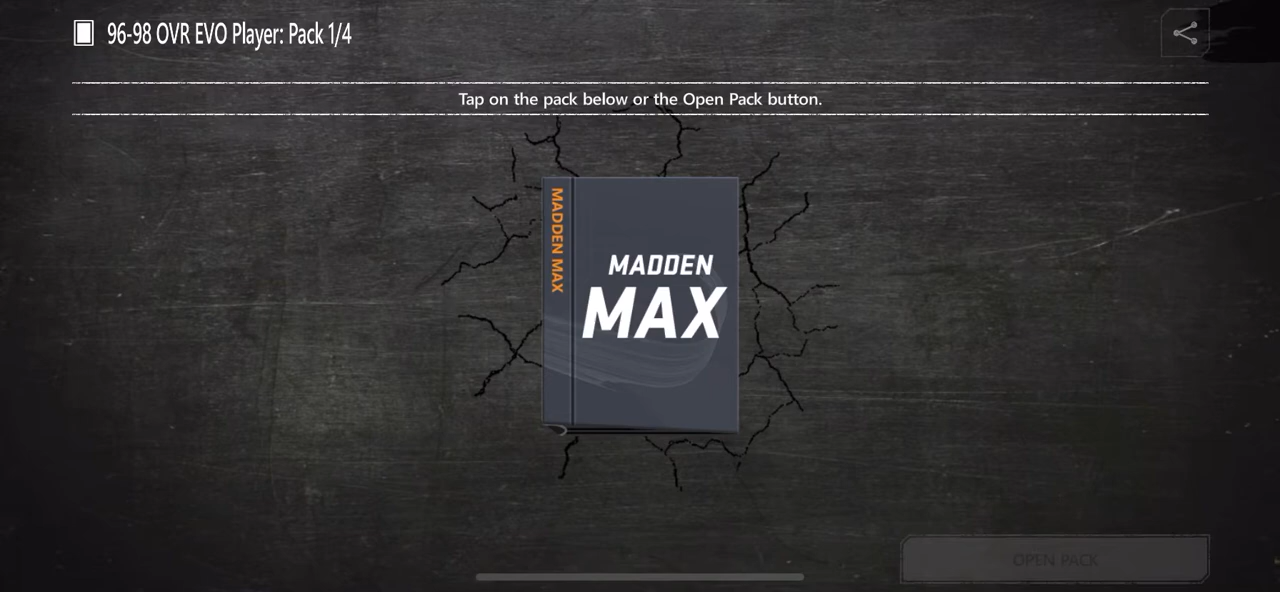 96-98 OVR EVO Player: Pack 1/4
Tap on the pack below or the Open Pack button.
MADDEN MAX
MADDEN
MAX
OPEN PACK